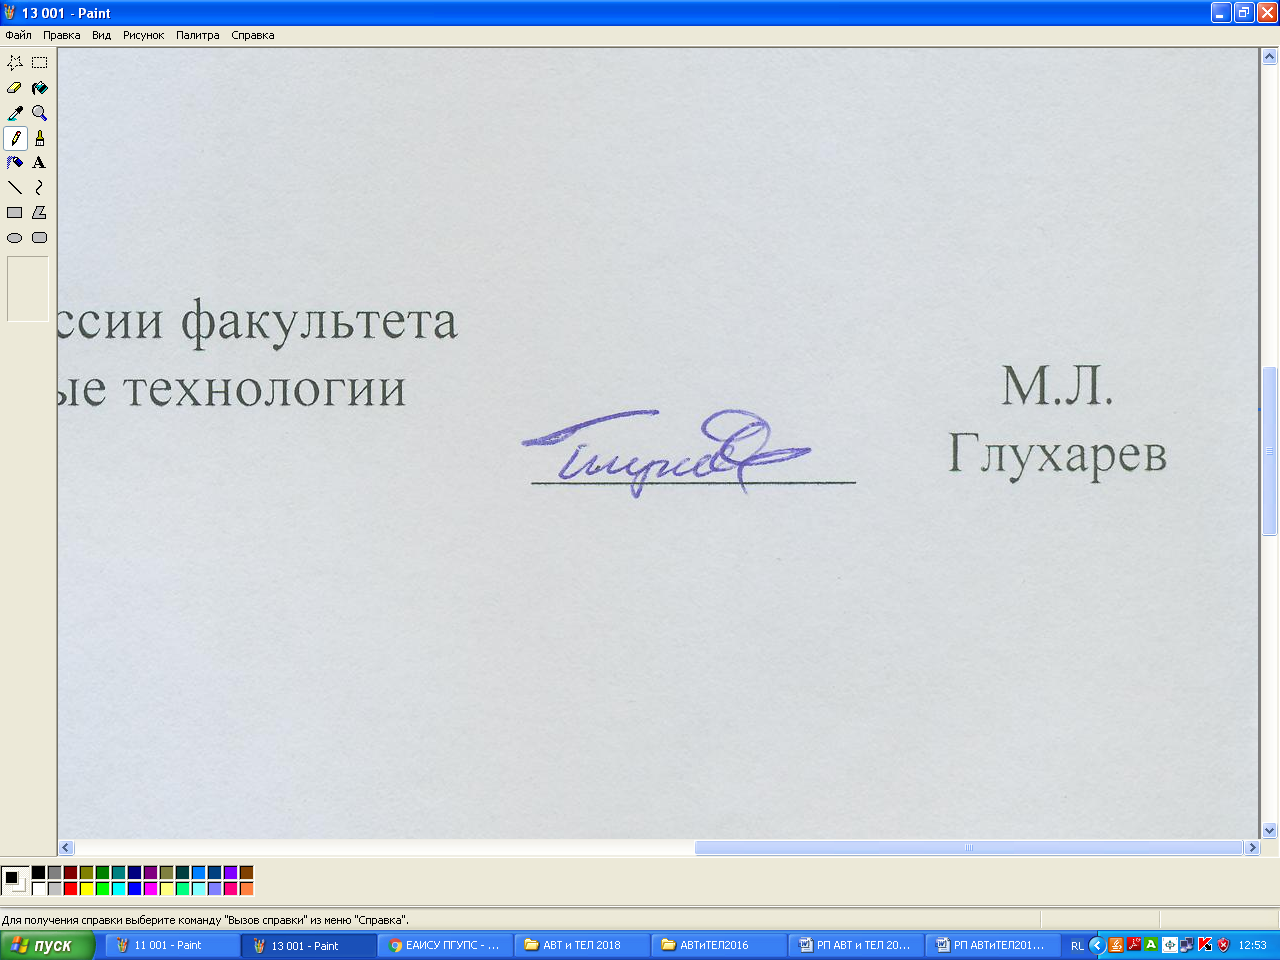 13 001 - Paint
Файл Правка Вид Рисунок Палитра Справка
ссии факультета
ые технологии
М.Л.
Глухарев
Для получения справки выберите команду "Вызов справки" из меню "Справка".
пуск 11 001 - Paint 13 001 - Paint ЕАИСУ ПГУПС - ... АВТ и ТЕЛ 2018 АВТиТЕЛ2016 РП АВТ и ТЕЛ 20... РП АВТиТЕЛ201... RL 12:53